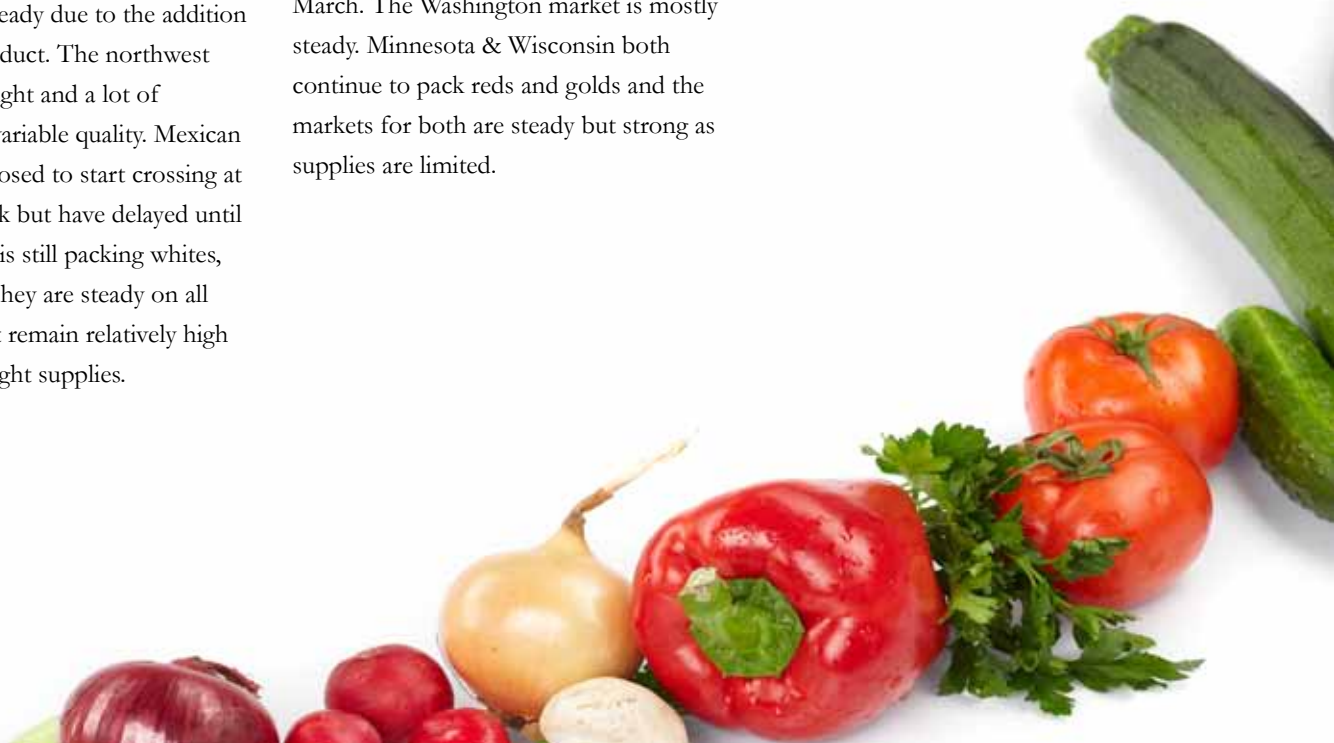 eady due to the addition
duct. The northwest
ght and a lot of
variable quality. Mexican
osed to start crossing at
k but have delayed until
is still packing whites,
hey are steady on all
t remain relatively high
ght supplies.
March. The Washington market is mostly
steady. Minnesota & Wisconsin both
continue to pack reds and golds and the
markets for both are steady but strong as
supplies are limited.